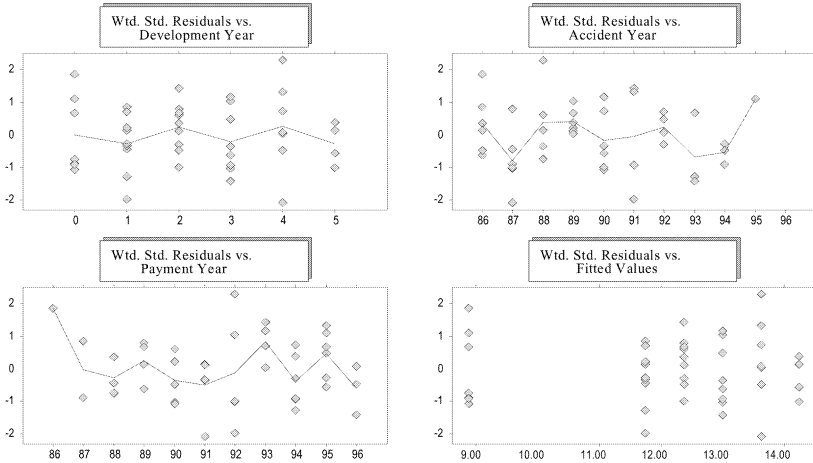 Wtd. Std. Residuals vs.
Development Year
2
1
0
-1
-2
0 1 2 3 4 5
Wtd. Std. Residuals vs.
Accident Year
2
1
0
-1
-2
86 87 88 89 90 91 92 93 94 95 96
Wtd. Std. Residuals vs.
Payment Year
2
1
0
-1
-2
86 87 88 89 90 91 92 93 94 95 96
Wtd. Std. Residuals vs.
Fitted Values
2
1
0
-1
-2
9.00 10.00 11.00 12.00 13.00 14.00